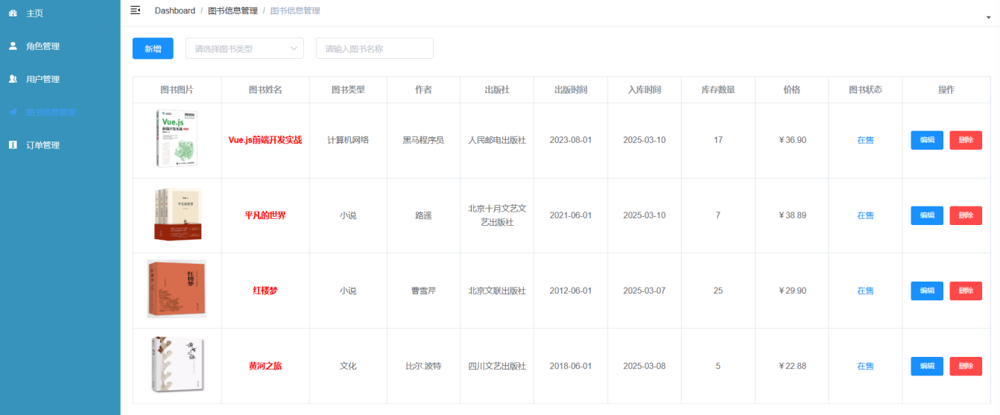 主页
角色管理
用户管理
图书信息管理
订单管理
Dashboard / 图书信息管理 / 图书信息管理
新增 请选择图书类型 请输入图书名称
图书图片 图书姓名 图书类型 作者 出版社 出版时间 入库时间 库存数量 价格 图书状态 操作
Vue.js
前端开发实战
Vue.js前端开发实战 计算机网络 黑马程序员 人民邮电出版社 2023-08-01 2025-03-10 17 ¥36.90 在售 编辑 删除
平凡的世界
平凡的世界 小说 路遥 北京十月文艺文
艺出版社 2021-06-01 2025-03-10 7 ¥38.89 在售 编辑 删除
红楼梦
红楼梦 小说 曹雪芹 北京文联出版社 2012-06-01 2025-03-07 25 ¥29.90 在售 编辑 删除
黄河之旅
黄河之旅 文化 比尔.波特 四川文艺出版社 2018-06-01 2025-03-08 5 ¥22.88 在售 编辑 删除